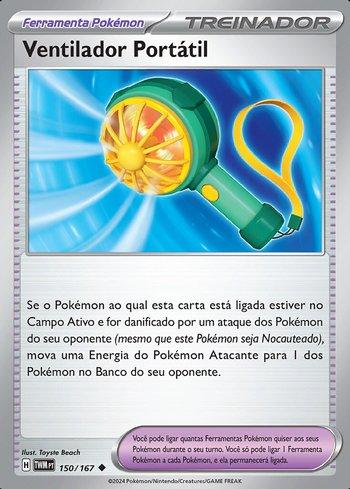 Ferramenta Pokémon
TREINADOR
Ventilador Portátil
Se o Pokémon ao qual esta carta está ligada estiver no
Campo Ativo e for danificado por um ataque dos Pokémon
do seu oponente (mesmo que este Pokémon seja Nocauteado),
mova uma Energia do Pokémon Atacante para 1 dos
Pokémon no Banco do seu oponente.
Ilust. Toyste Beach
H TWM PT 150/167
Você pode ligar quantas Ferramentas Pokémon quiser aos seus
Pokémon durante o seu turno. Você só pode ligar 1 Ferramenta
Pokémon a cada Pokémon, e ela permanecerá ligada.
©2024 Pokémon/Nintendo/Creatures/GAME FREAK